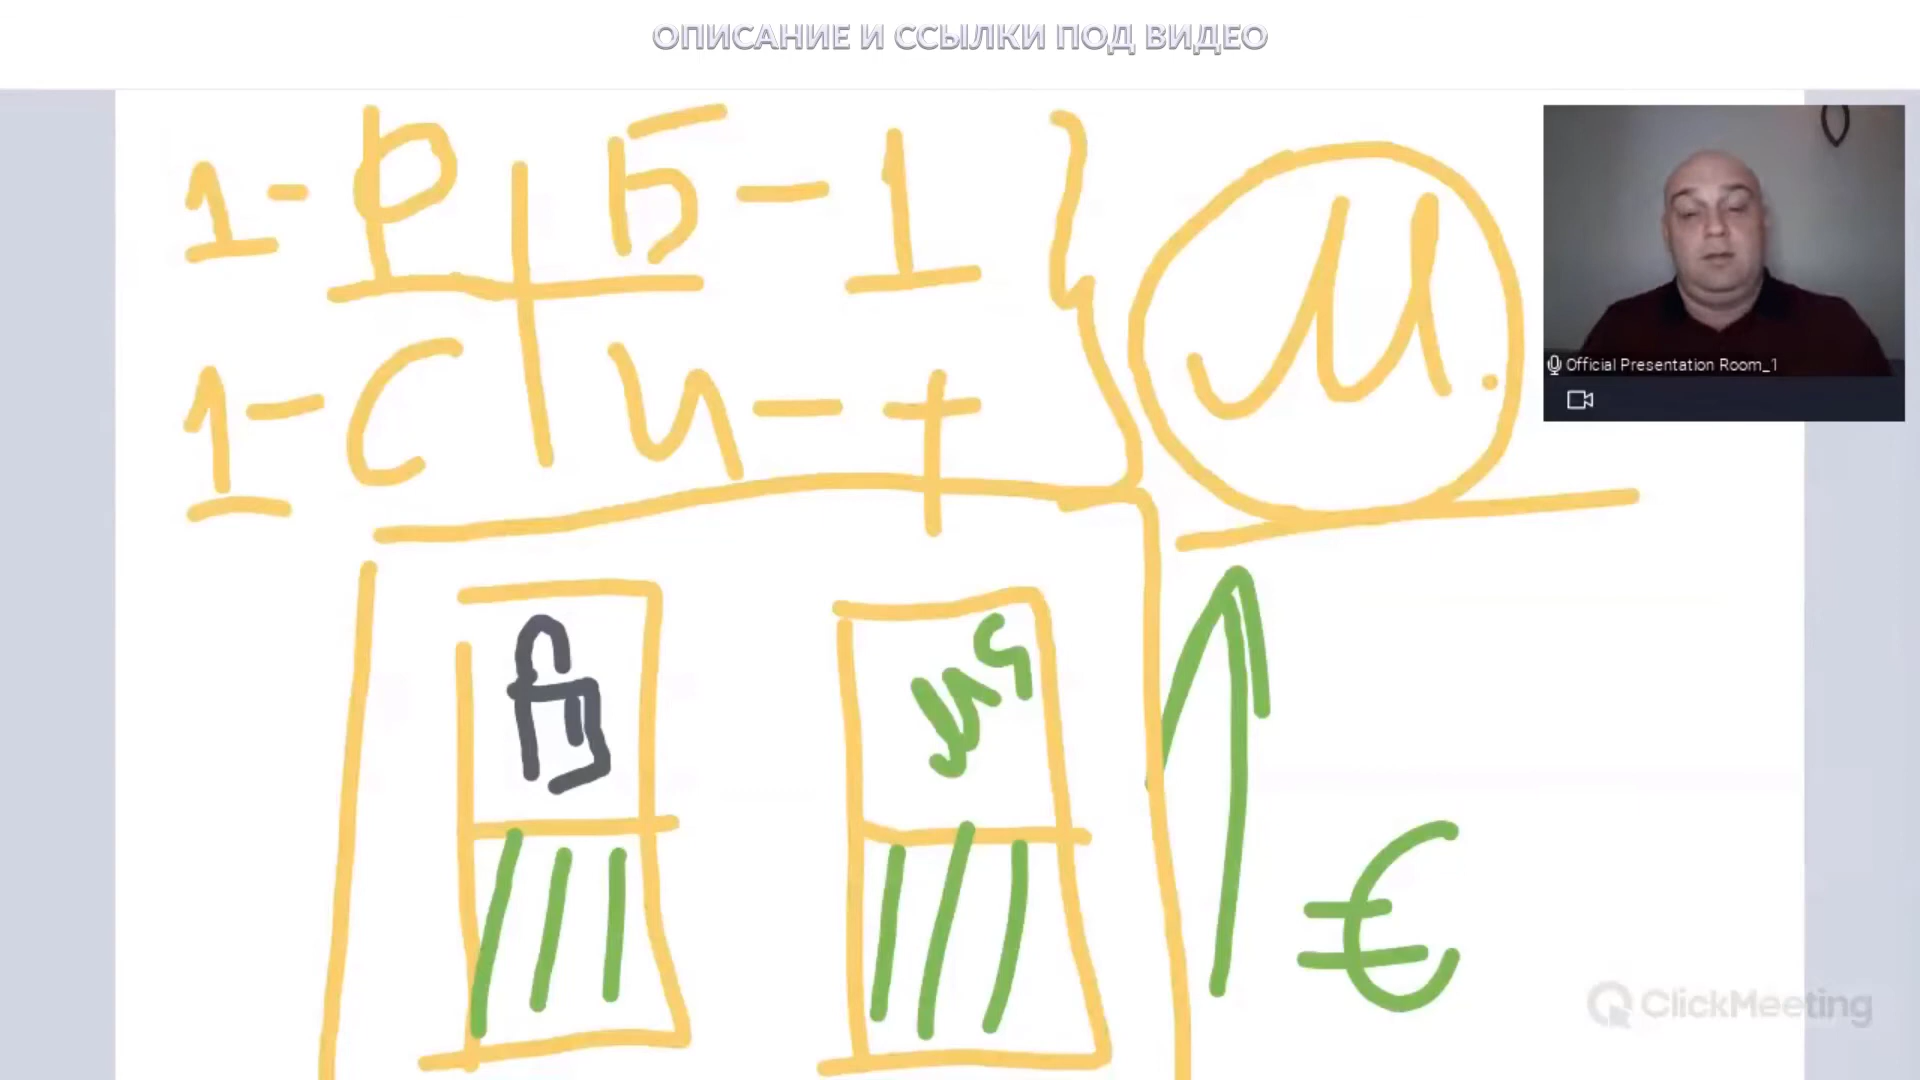 ОПИСАНИЕ И ССЫЛКИ ПОД ВИДЕО
1- Р Б - 1
1- С И -
М.
Official Presentation Room_1
€
ClickMeeting